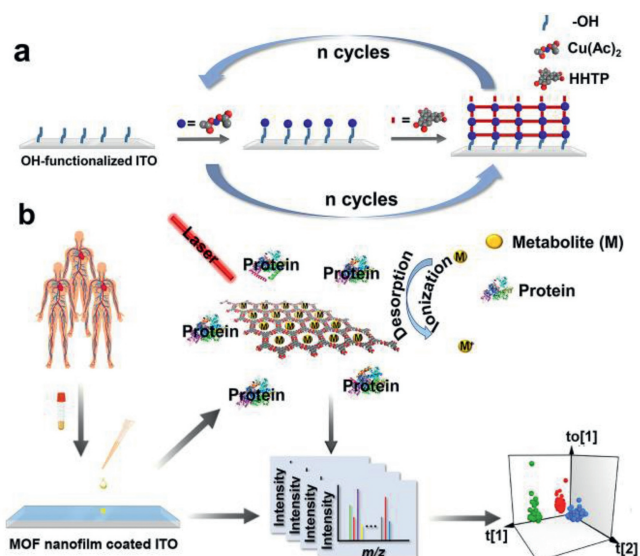 a
n cycles
-OH
Cu(Ac)2
HHTP
=
=
OH-functionalized ITO
n cycles
b
Laser
Protein
Protein
Desorption
Ionization
M
Metabolite (M)
Protein
Protein
M M M M
M M M M
M M M
M+
Protein
Protein
MOF nanofilm coated ITO
Intensity
Intensity
Intensity
Intensity
...
m/z
to[1]
t[1]
t[2]